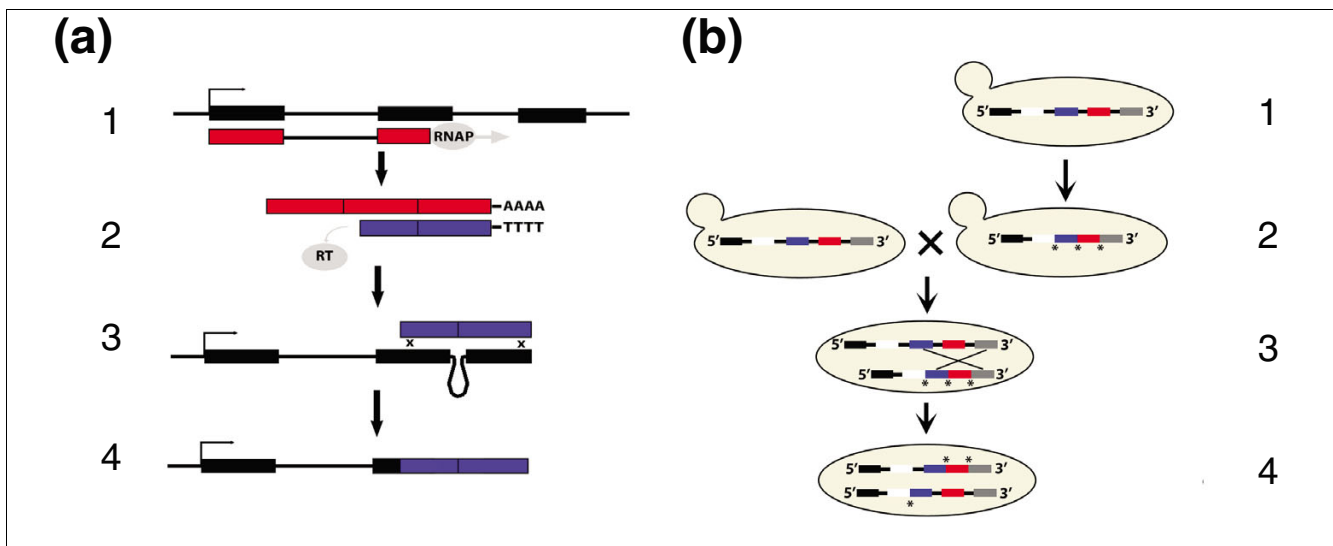 (a)
1
RNAP
2
AAAA
TTTT
RT
3
x x
4
(b)
5' 3'
1
5' 3'
×
5' 3'
* * *
2
5' 3'
5' 3'
* * *
3
* *
5' 3'
5' 3'
*
4